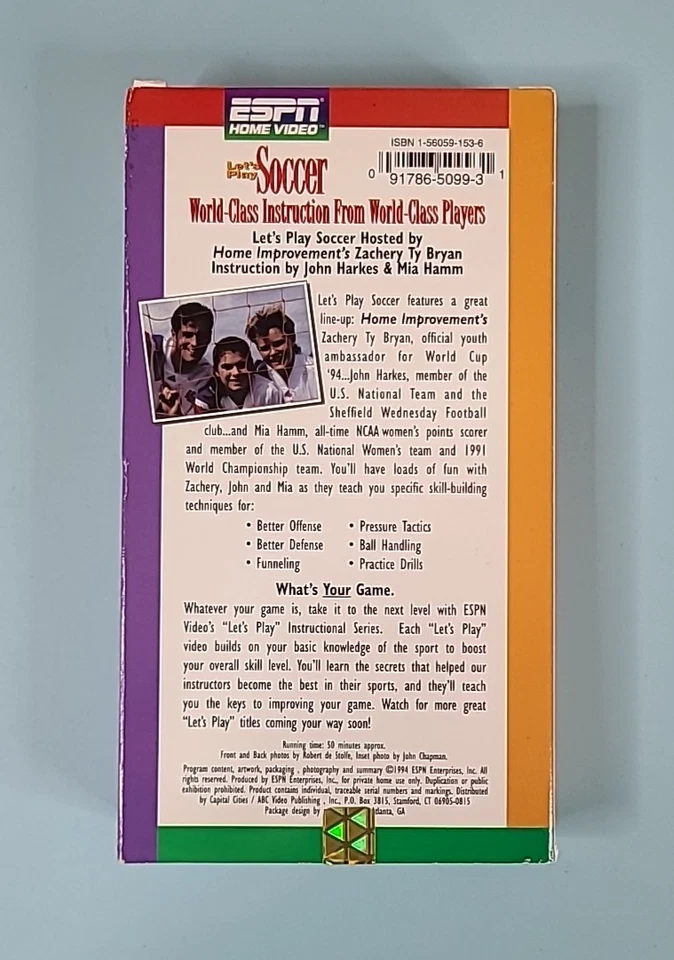 ESPN
HOME VIDEO™
ISBN 1-56059-153-6
0 91786-5099-3 1
Let's Play Soccer
World-Class Instruction From World-Class Players
Let's Play Soccer Hosted by
Home Improvement's Zachery Ty Bryan
Instruction by John Harkes & Mia Hamm
Let's Play Soccer features a great
line-up: Home Improvement's
Zachery Ty Bryan, official youth
ambassador for World Cup
'94...John Harkes, member of the
U.S. National Team and the
Sheffield Wednesday Football
club...and Mia Hamm, all-time NCAA women's points scorer
and member of the U.S. National Women's team and 1991
World Championship team. You'll have loads of fun with
Zachery, John and Mia as they teach you specific skill-building
techniques for:
• Better Offense • Pressure Tactics
• Better Defense • Ball Handling
• Funneling • Practice Drills
What's Your Game.
Whatever your game is, take it to the next level with ESPN
Video's "Let's Play" Instructional Series. Each "Let's Play"
video builds on your basic knowledge of the sport to boost
your overall skill level. You'll learn the secrets that helped our
instructors become the best in their sports, and they'll teach
you the keys to improving your game. Watch for more great
"Let's Play" titles coming your way soon!
Running time: 50 minutes approx.
Front and Back photos by Robert de Stolfe, Inset photo by John Chapman.
Program content, artwork, packaging, photography and summary ©1994 ESPN Enterprises, Inc. All
rights reserved. Produced by ESPN Enterprises, Inc., for private home use only. Duplication or public
exhibition prohibited. Product contains individual, traceable serial numbers and markings. Distributed
by Capital Cities / ABC Video Publishing, Inc., P.O. Box 3815, Stamford, CT 06905-0815
Package design by GA